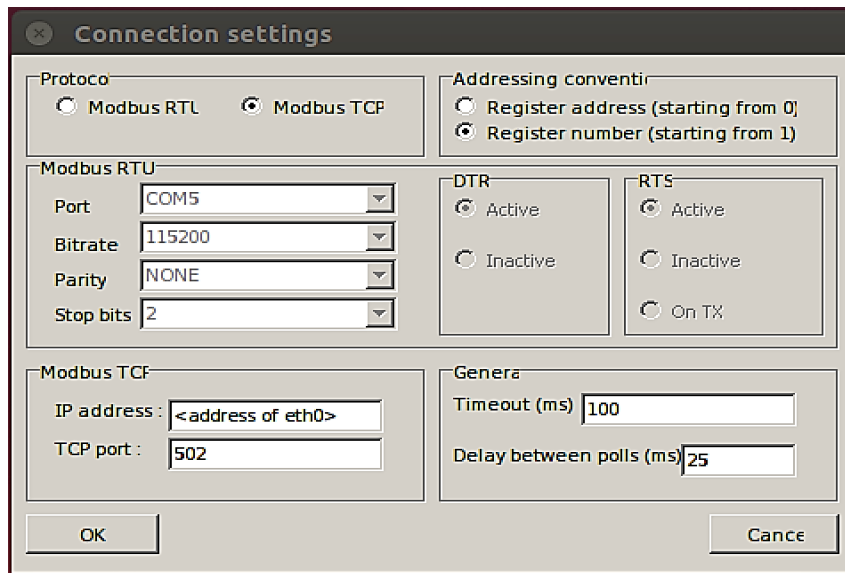 Connection settings
Protoco
Modbus RTU
Modbus TCP
Addressing conventio
Register address (starting from 0)
Register number (starting from 1)
Modbus RTU
Port
COM5
Bitrate
115200
Parity
NONE
Stop bits
2
DTR
Active
Inactive
RTS
Active
Inactive
On TX
Modbus TCP
IP address :
<address of eth0>
TCP port :
502
Genera
Timeout (ms)
100
Delay between polls (ms)
25
OK
Cance